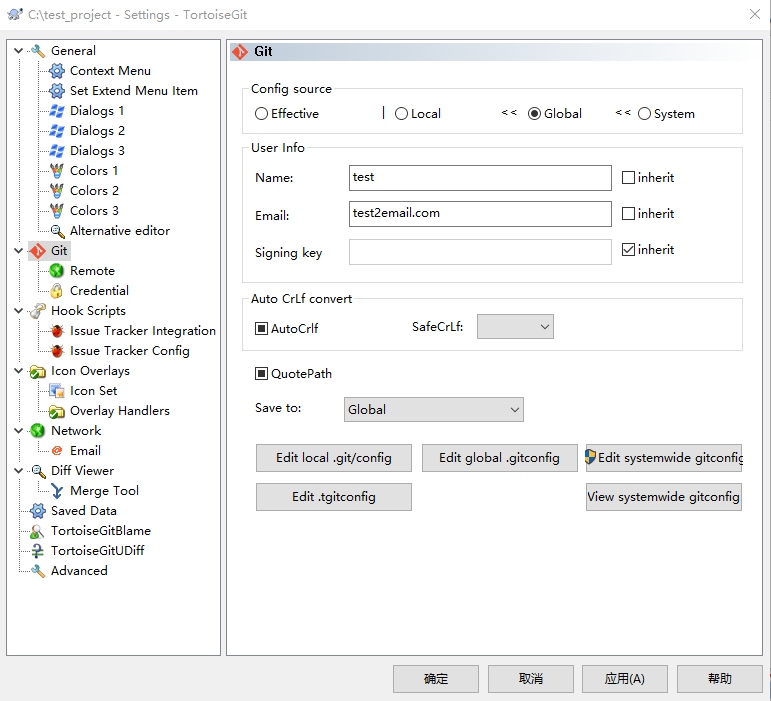 C:\test_project - Settings - TortoiseGit
General
Context Menu
Set Extend Menu Item
Dialogs 1
Dialogs 2
Dialogs 3
Colors 1
Colors 2
Colors 3
Alternative editor
Git
Remote
Credential
Hook Scripts
Issue Tracker Integration
Issue Tracker Config
Icon Overlays
Icon Set
Overlay Handlers
Network
Email
Diff Viewer
Merge Tool
Saved Data
TortoiseGitBlame
TortoiseGitUDiff
Advanced
Git
Config source
Effective | Local << Global << System
User Info
Name: test inherit
Email: test2email.com inherit
Signing key inherit
Auto CrLf convert
AutoCrlf SafeCrLf:
QuotePath
Save to: Global
Edit local .git/config Edit global .gitconfig Edit systemwide gitconfig
Edit .tgitconfig View systemwide gitconfig
确定 取消 应用(A) 帮助